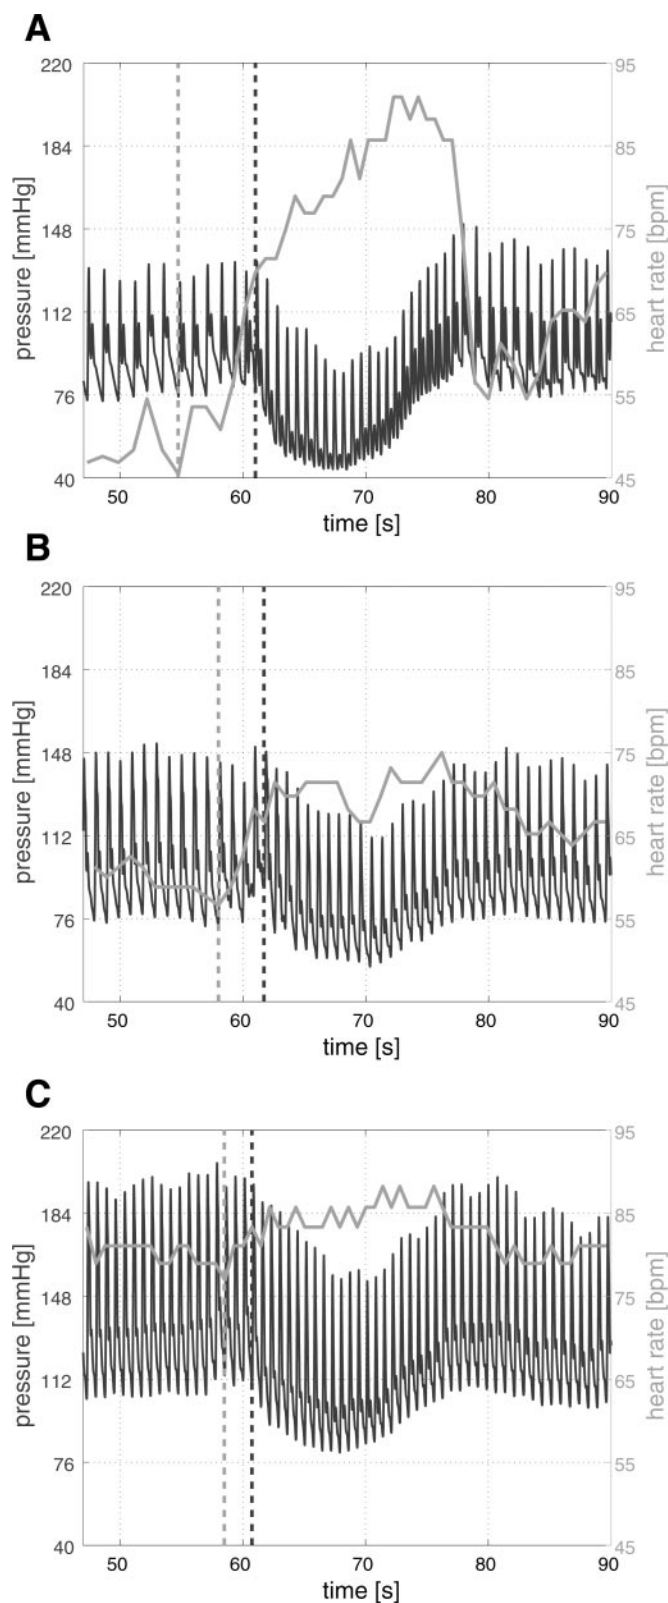 A
220
184
148
112
76
40
pressure [mmHg]
95
85
75
65
55
45
heart rate [bpm]
50 60 70 80 90
time [s]
B
220
184
148
112
76
40
pressure [mmHg]
95
85
75
65
55
45
heart rate [bpm]
50 60 70 80 90
time [s]
C
220
184
148
112
76
40
pressure [mmHg]
95
85
75
65
55
45
heart rate [bpm]
50 60 70 80 90
time [s]